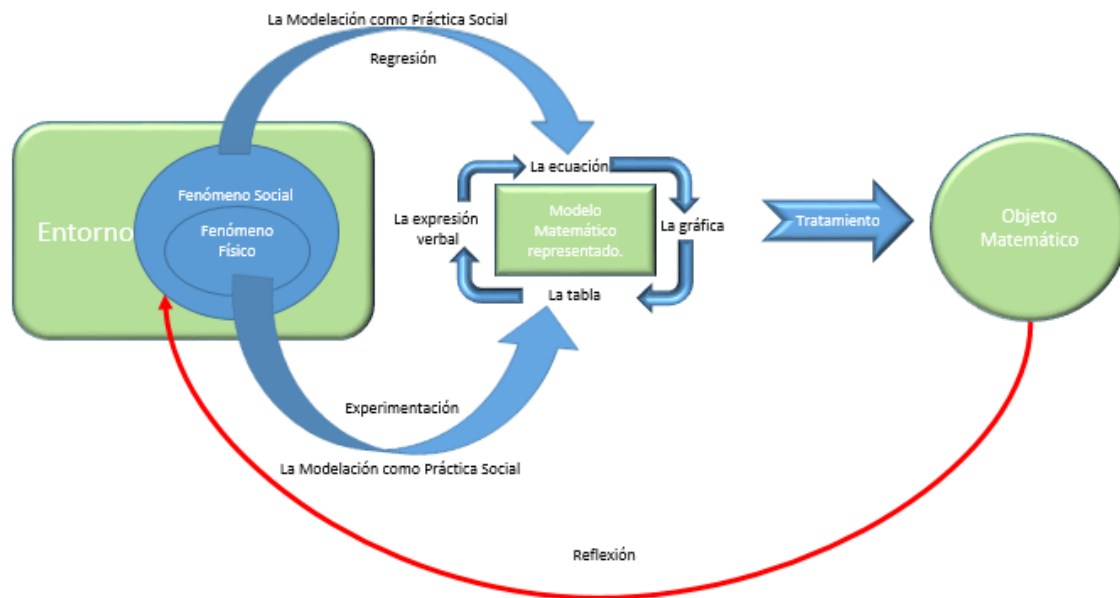 La Modelación como Práctica Social
Regresión
Entorno
Fenómeno Social
Fenómeno
Físico
La ecuación
La expresión
verbal
Modelo
Matemático
representado.
La gráfica
La tabla
Tratamiento
Objeto
Matemático
Experimentación
La Modelación como Práctica Social
Reflexión